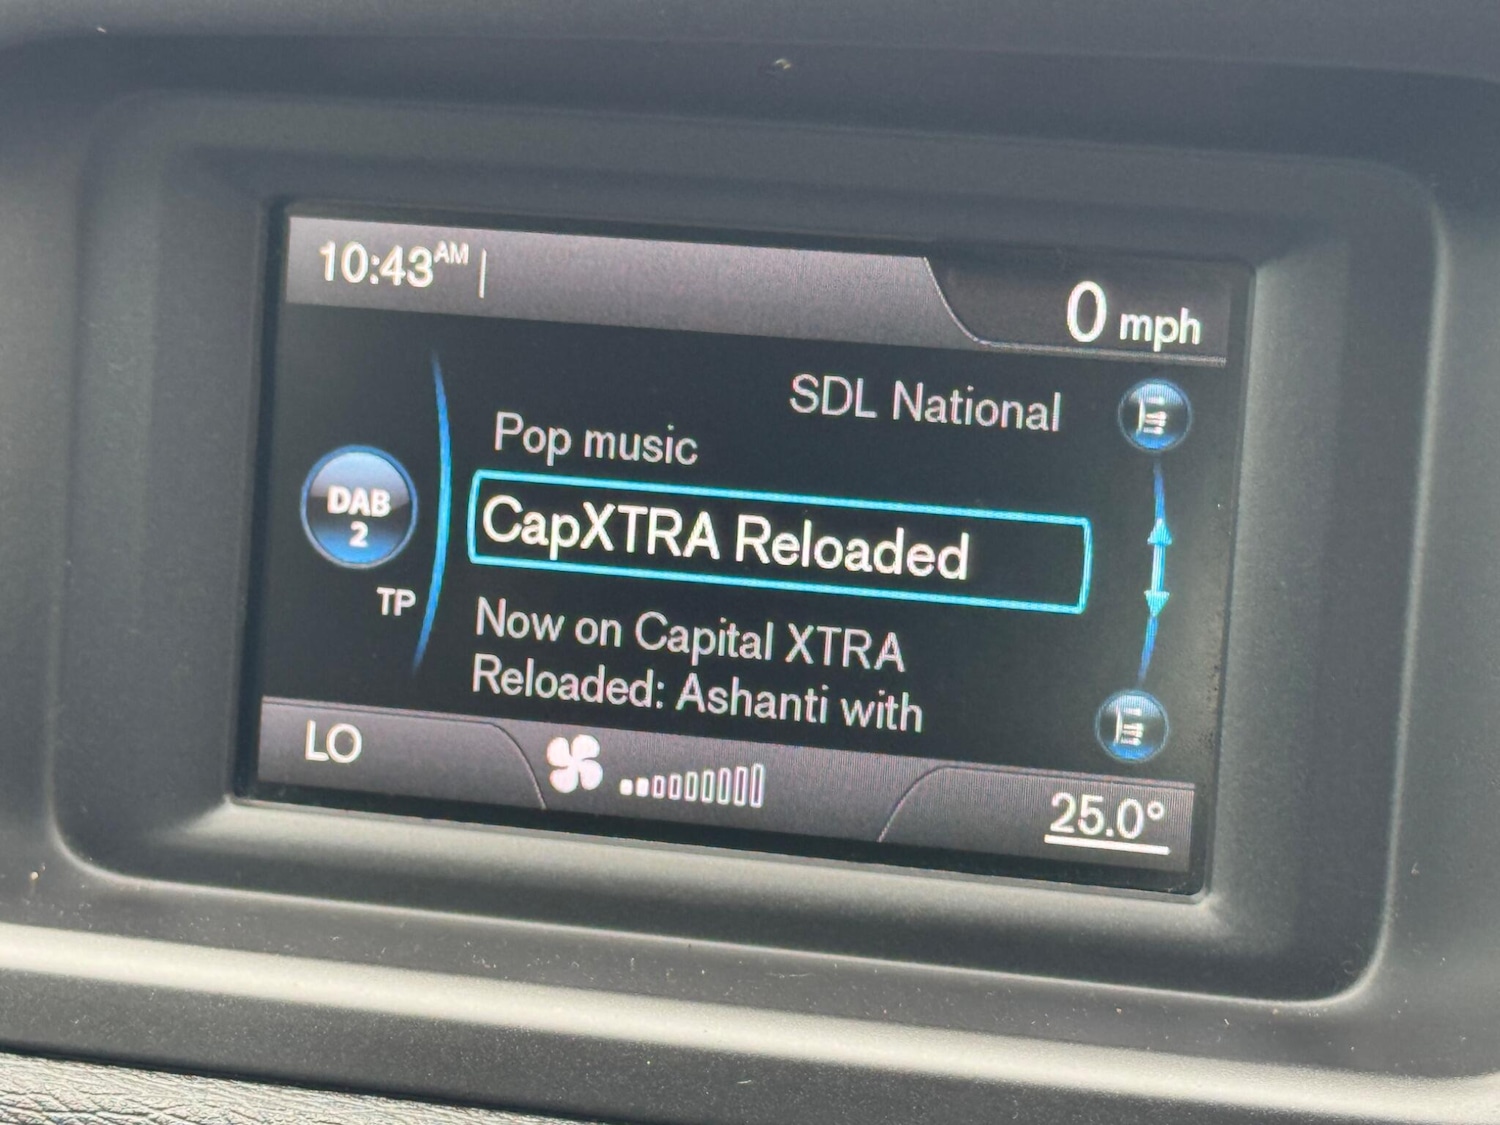 10:43AM
0 mph
SDL National
Pop music
DAB
2
CapXTRA Reloaded
TP
Now on Capital XTRA
Reloaded: Ashanti with
LO
25.0°